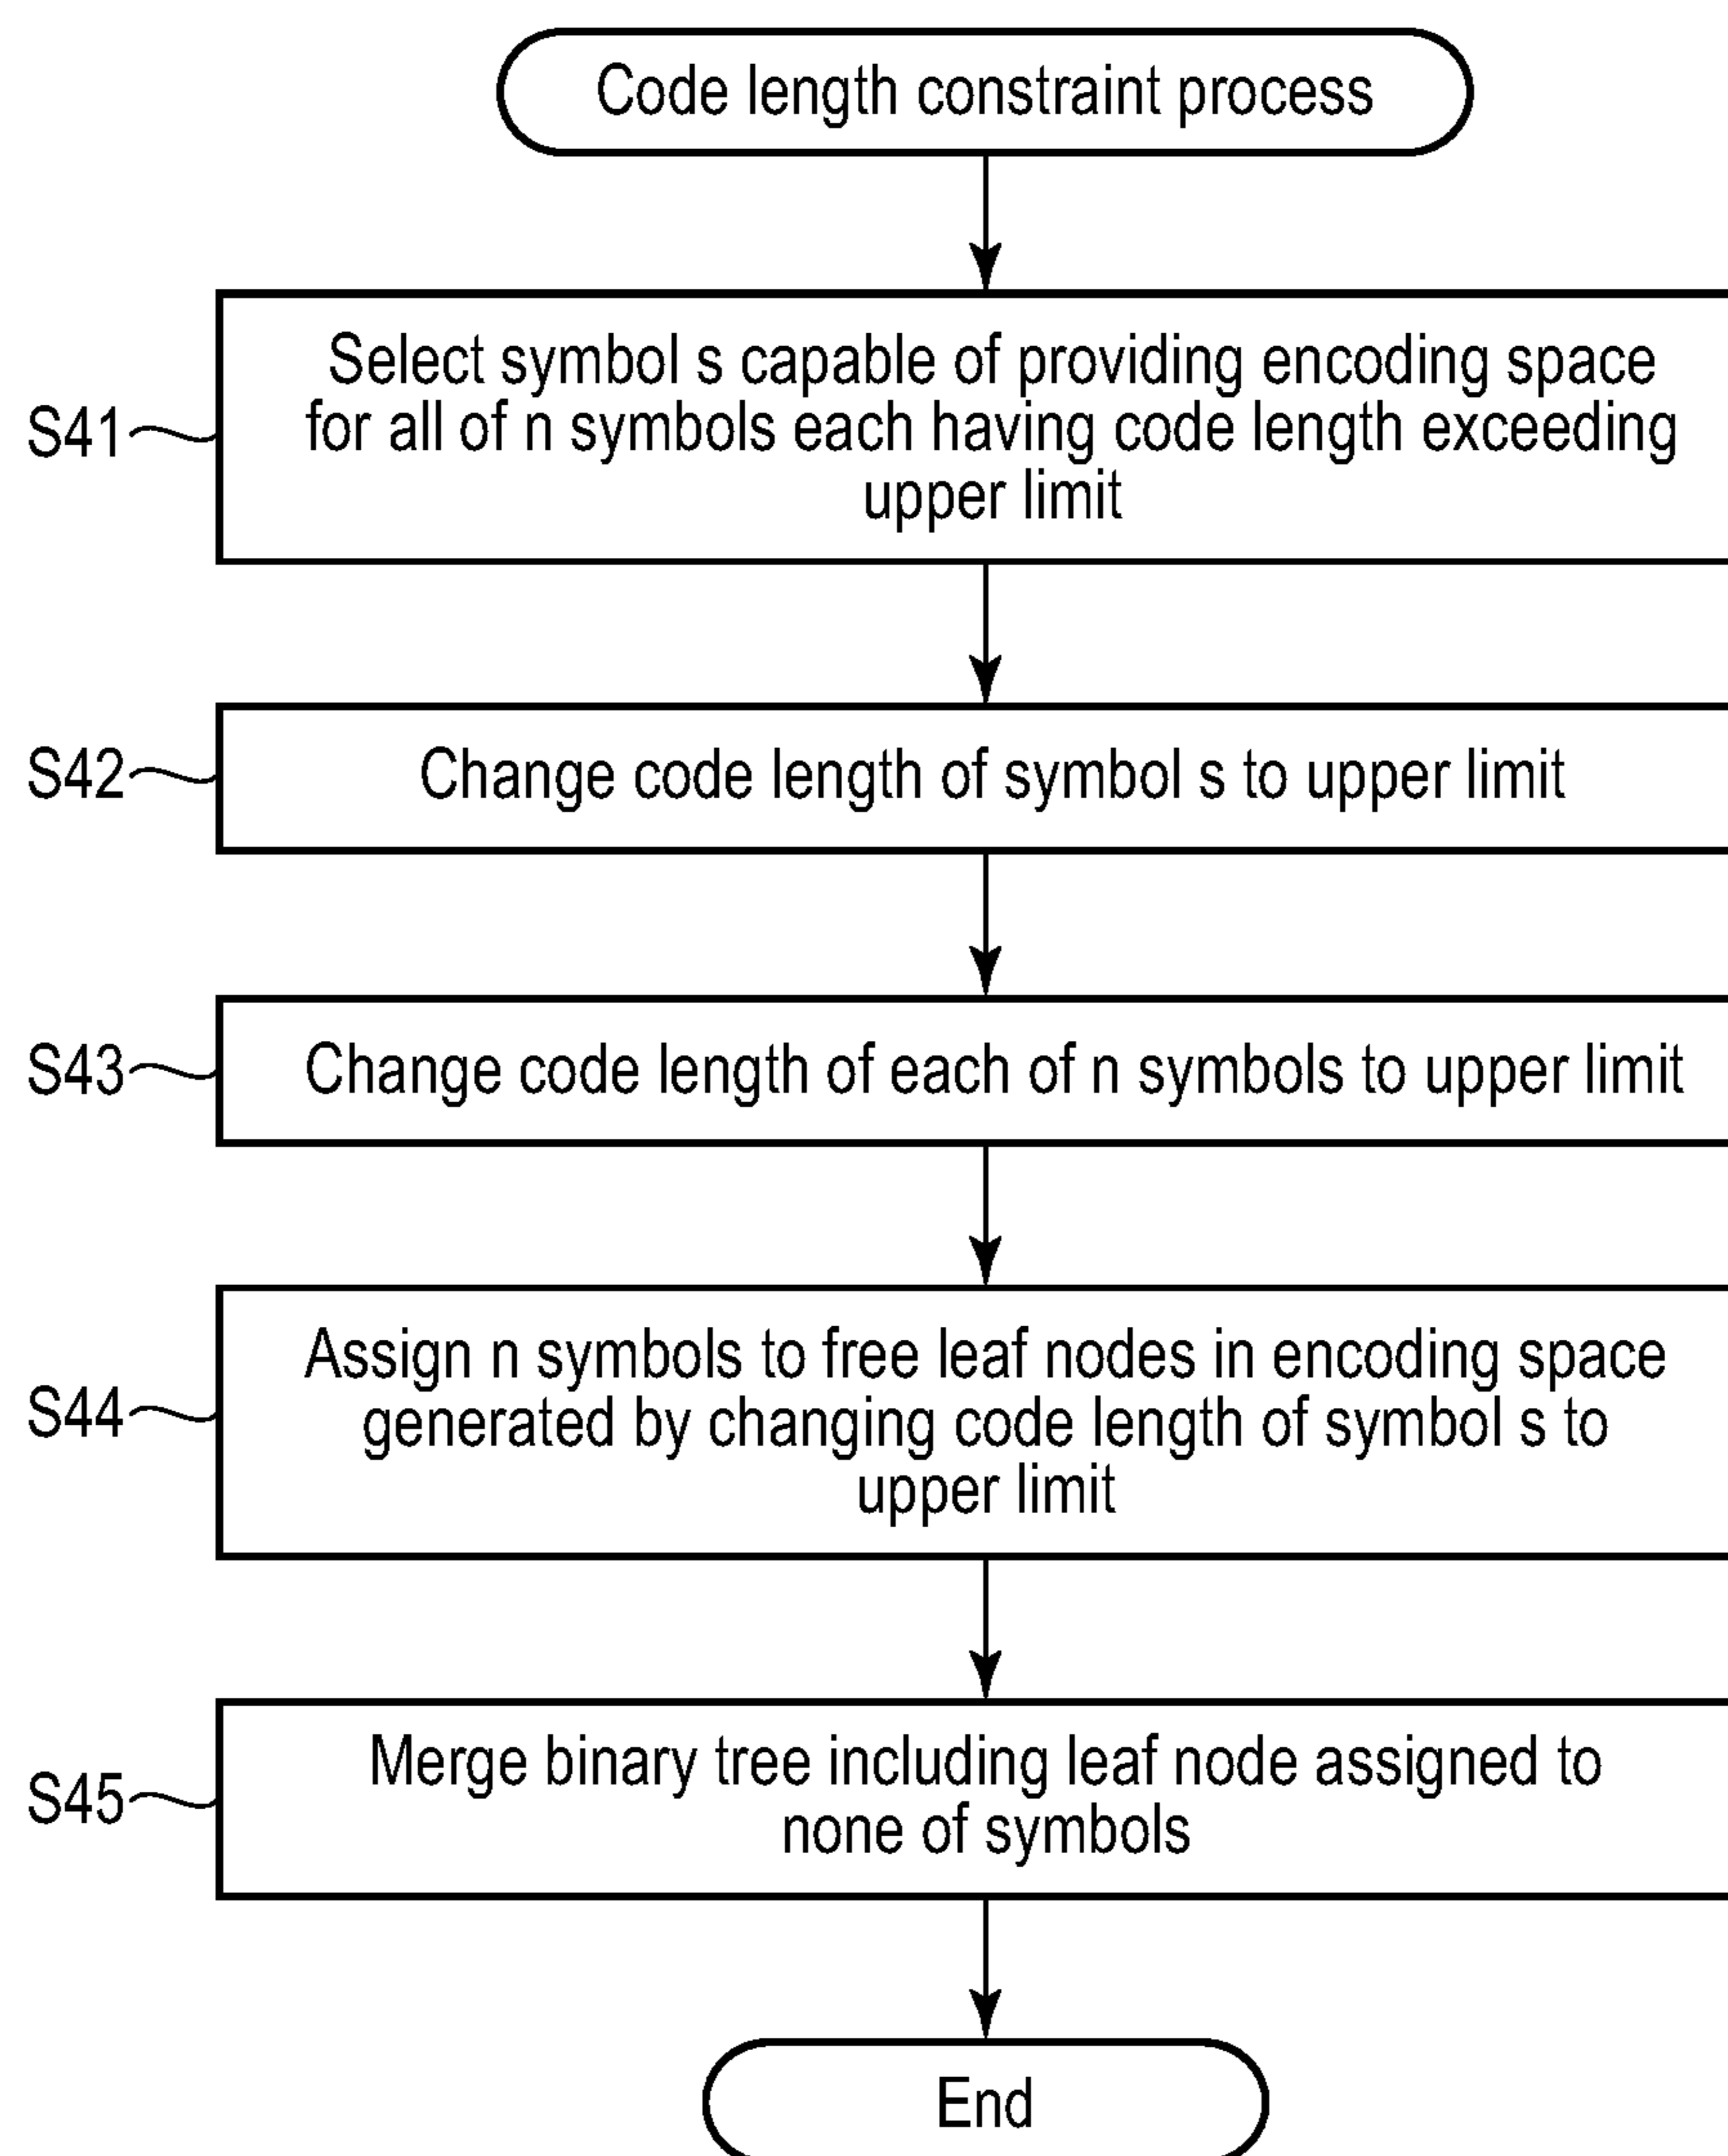 Code length constraint process
Select symbol s capable of providing encoding space
for all of n symbols each having code length exceeding
upper limit
S41
Change code length of symbol s to upper limit
S42
Change code length of each of n symbols to upper limit
S43
Assign n symbols to free leaf nodes in encoding space
generated by changing code length of symbol s to
upper limit
S44
Merge binary tree including leaf node assigned to
none of symbols
S45
End